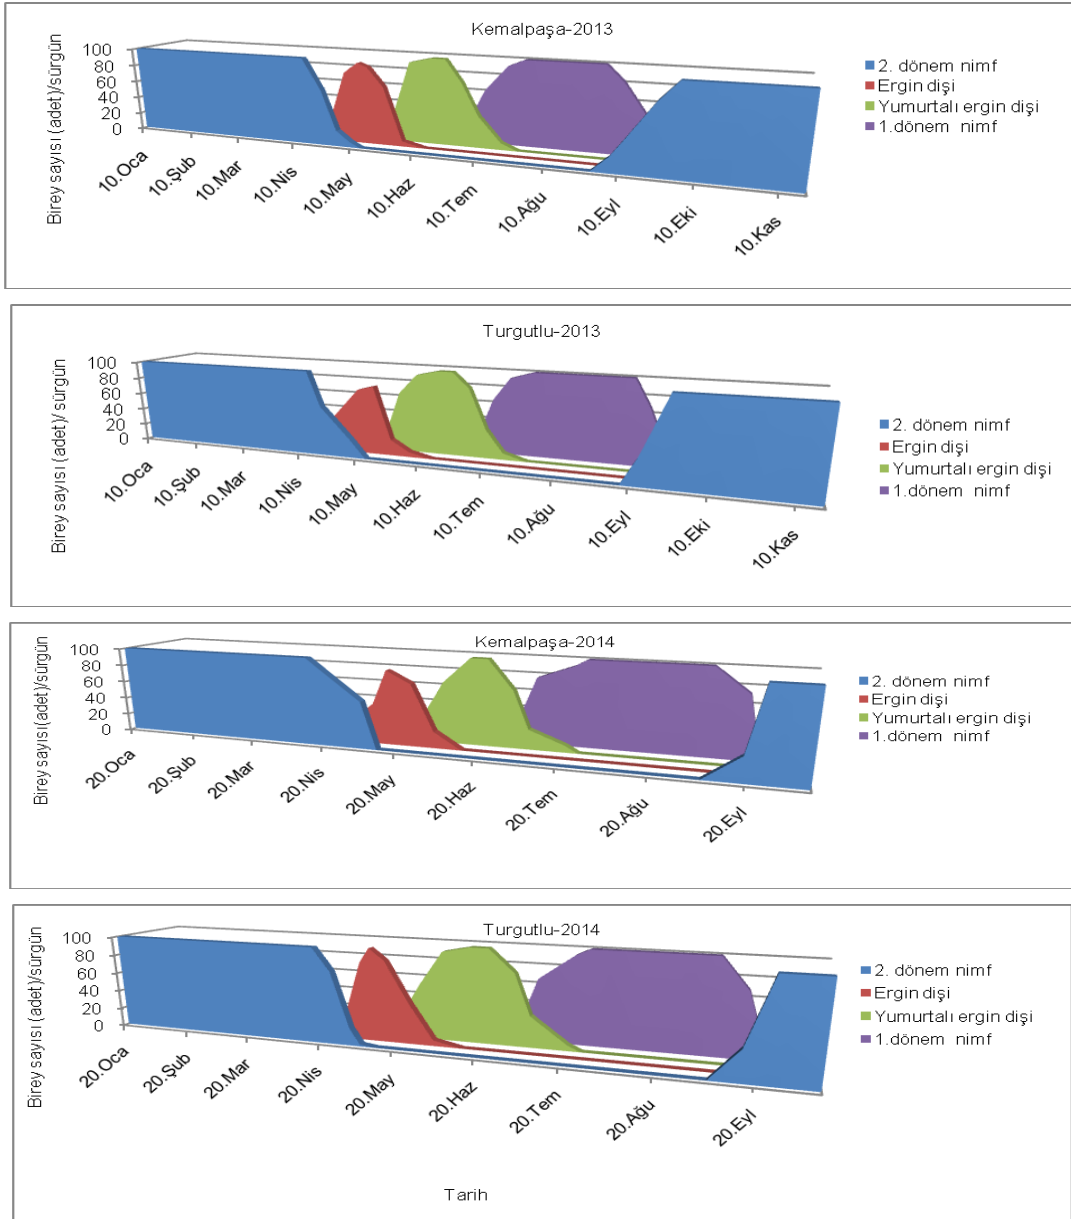 Kemalpaşa-2013
Birey sayısı (adet)/sürgün
100
80
60
40
20
0
10.Oca
10.Şub
10.Mar
10.Nis
10.May
10.Haz
10.Tem
10.Ağu
10.Eyl
10.Eki
10.Kas
2. dönem nimf
Ergin dişi
Yumurtalı ergin dişi
1.dönem nimf
Turgutlu-2013
Birey sayısı (adet)/ sürgün
100
80
60
40
20
0
10.Oca
10.Şub
10.Mar
10.Nis
10.May
10.Haz
10.Tem
10.Ağu
10.Eyl
10.Eki
10.Kas
2. dönem nimf
Ergin dişi
Yumurtalı ergin dişi
1.dönem nimf
Kemalpaşa-2014
Birey sayısı(adet)/sürgün
100
80
60
40
20
0
20.Oca
20.Şub
20.Mar
20.Nis
20.May
20.Haz
20.Tem
20.Ağu
20.Eyl
2. dönem nimf
Ergin dişi
Yumurtalı ergin dişi
1.dönem nimf
Turgutlu-2014
Birey sayısı (adet)/sürgün
100
80
60
40
20
0
20.Oca
20.Şub
20.Mar
20.Nis
20.May
20.Haz
20.Tem
20.Ağu
20.Eyl
2. dönem nimf
Ergin dişi
Yumurtalı ergin dişi
1.dönem nimf
Tarih